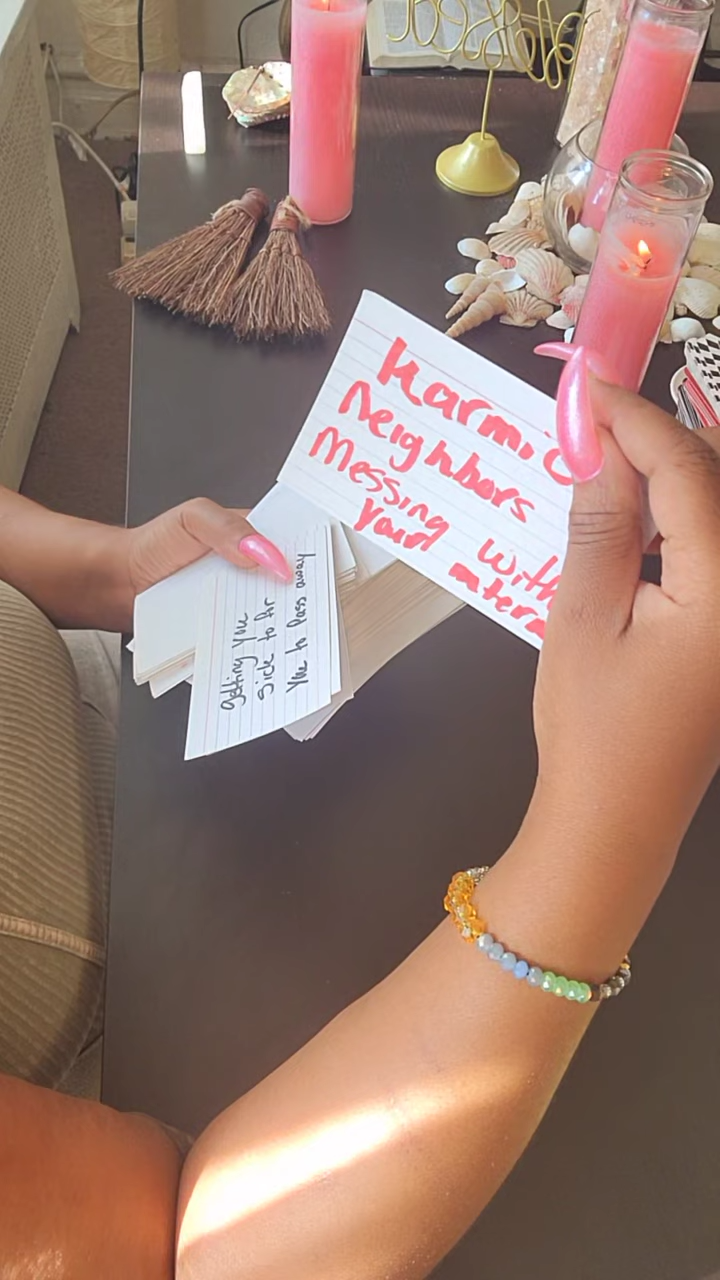 Karmic
Neighbors
Messing with
your
getting you
sick to for
you to pass away